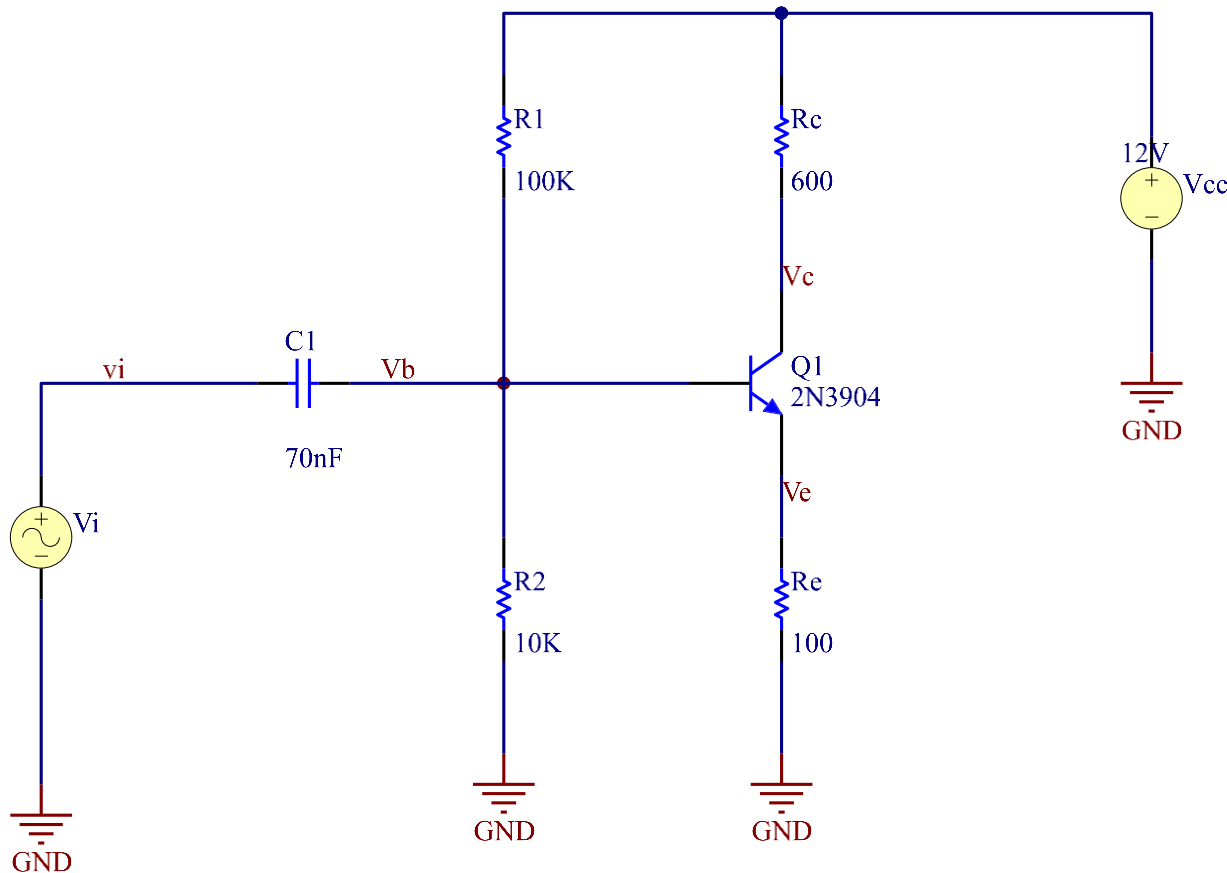 R1
100K
Rc
600
12V
+
Vcc
−
Vc
C1
vi
Vb
70nF
Q1
2N3904
GND
Ve
+
Vi
−
R2
10K
Re
100
GND
GND
GND